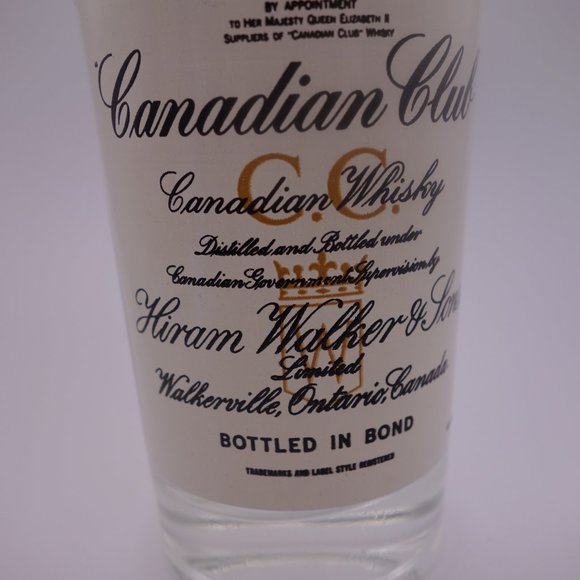 BY APPOINTMENT
TO HER MAJESTY QUEEN ELIZABETH II
SUPPLIERS OF "CANADIAN CLUB" WHISKY
"Canadian Club
C.C.
Canadian Whisky
Distilled and Bottled under
Canadian Government Supervision by
Hiram Walker & Sons
Limited
Walkerville, Ontario, Canada
BOTTLED IN BOND
TRADEMARKS AND LABEL STYLE REGISTERED